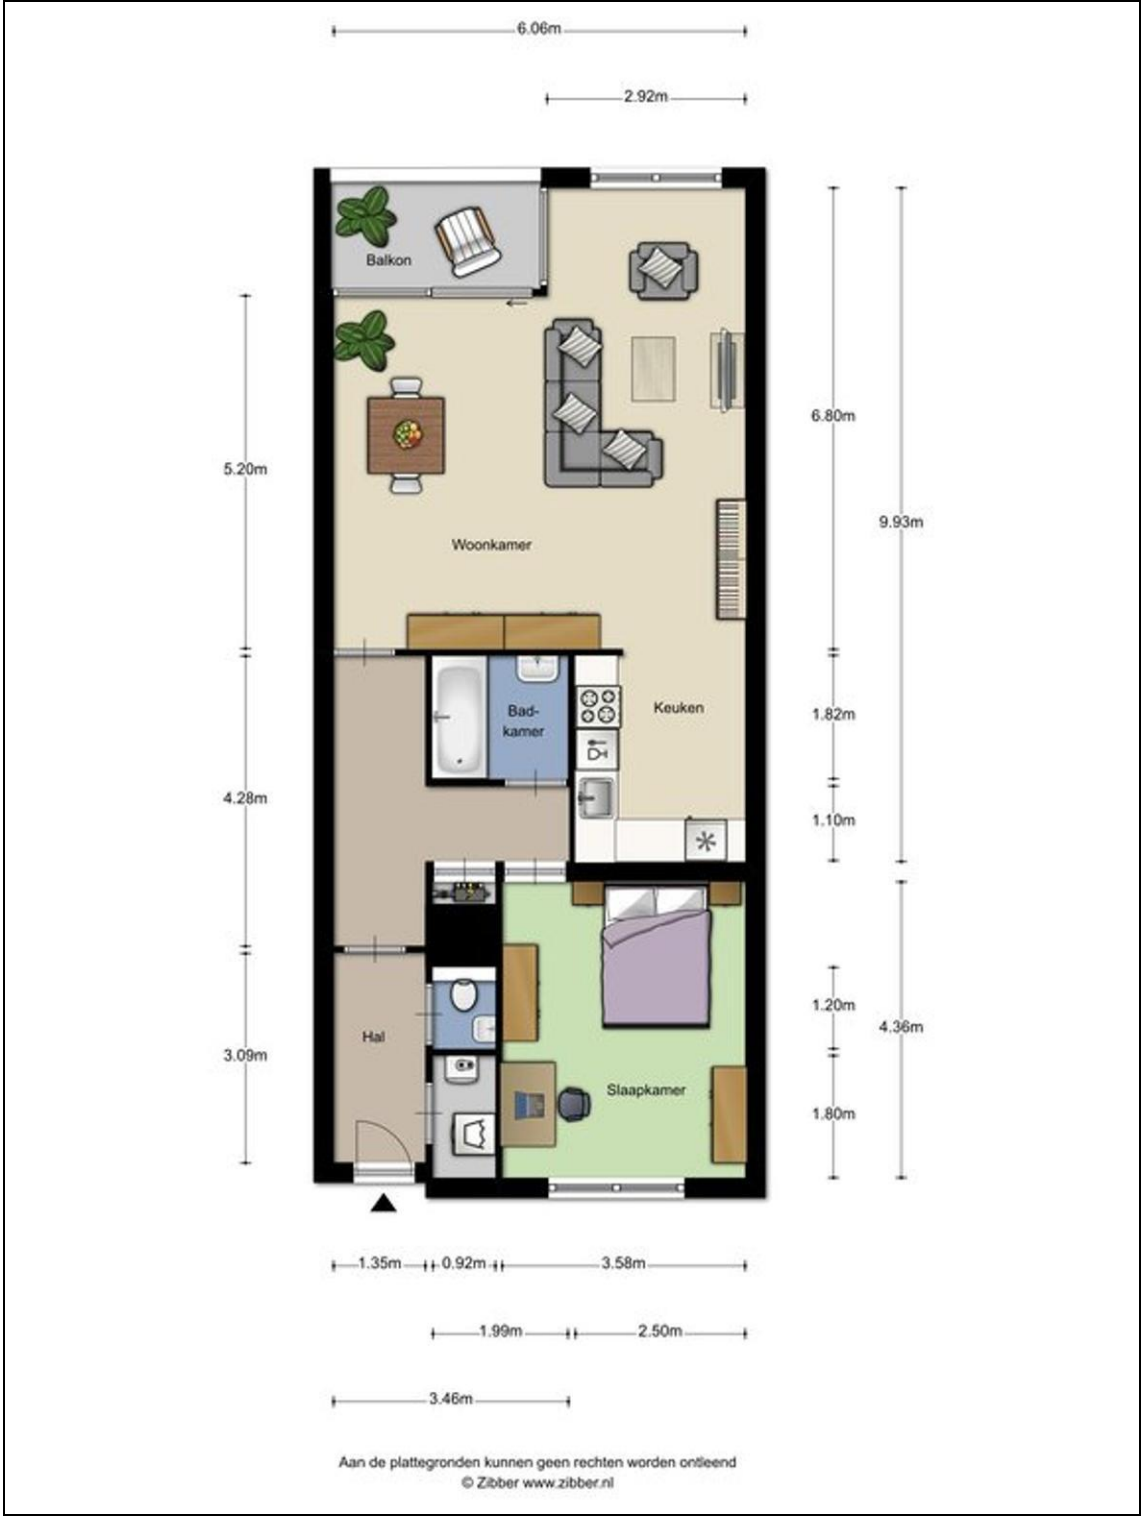 6.06m
2.92m
Balkon
6.80m
5.20m
9.93m
Woonkamer
Bad-
kamer
Keuken
1.82m
4.28m
1.10m
1.20m
4.36m
Hal
3.09m
Slaapkamer
1.80m
1.35m
0.92m
3.58m
1.99m
2.50m
3.46m
Aan de plattegronden kunnen geen rechten worden ontleend
© Zibber www.zibber.nl